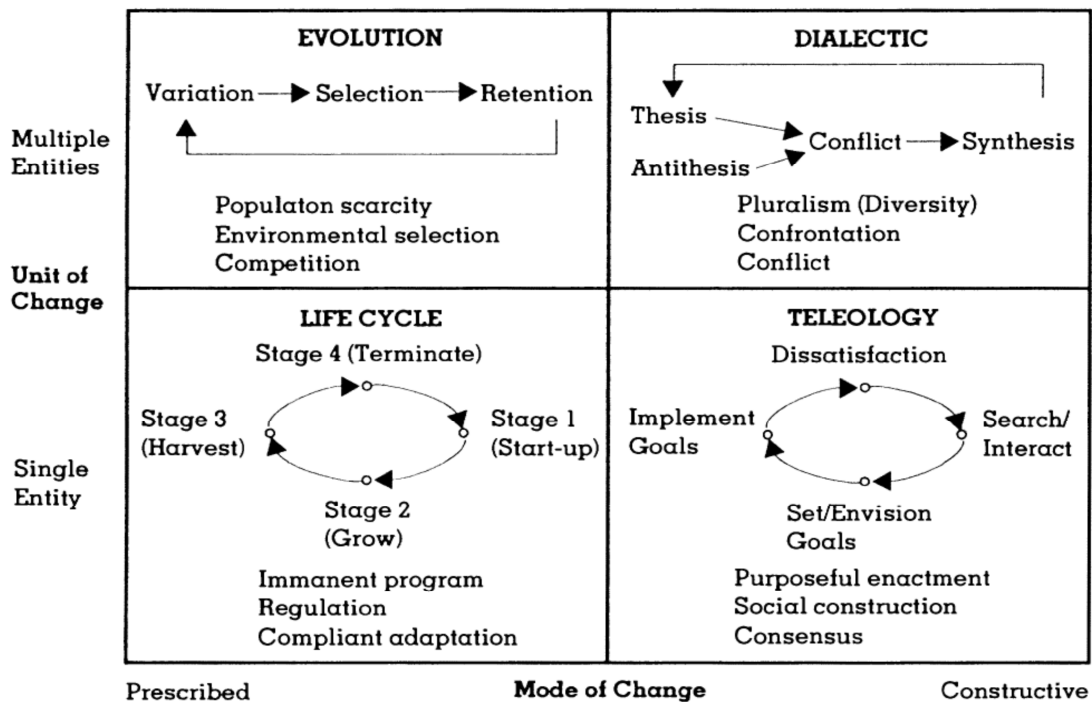 EVOLUTION
Variation Selection Retention
Populaton scarcity
Environmental selection
Competition
DIALECTIC
Thesis
Antithesis
Conflict Synthesis
Pluralism (Diversity)
Confrontation
Conflict
Multiple
Entities
Unit of
Change
Single
Entity
LIFE CYCLE
Stage 4 (Terminate)
Stage 3
(Harvest)
Stage 1
(Start-up)
Stage 2
(Grow)
Immanent program
Regulation
Compliant adaptation
TELEOLOGY
Dissatisfaction
Implement
Goals
Search/
Interact
Set/Envision
Goals
Purposeful enactment
Social construction
Consensus
Prescribed Mode of Change Constructive